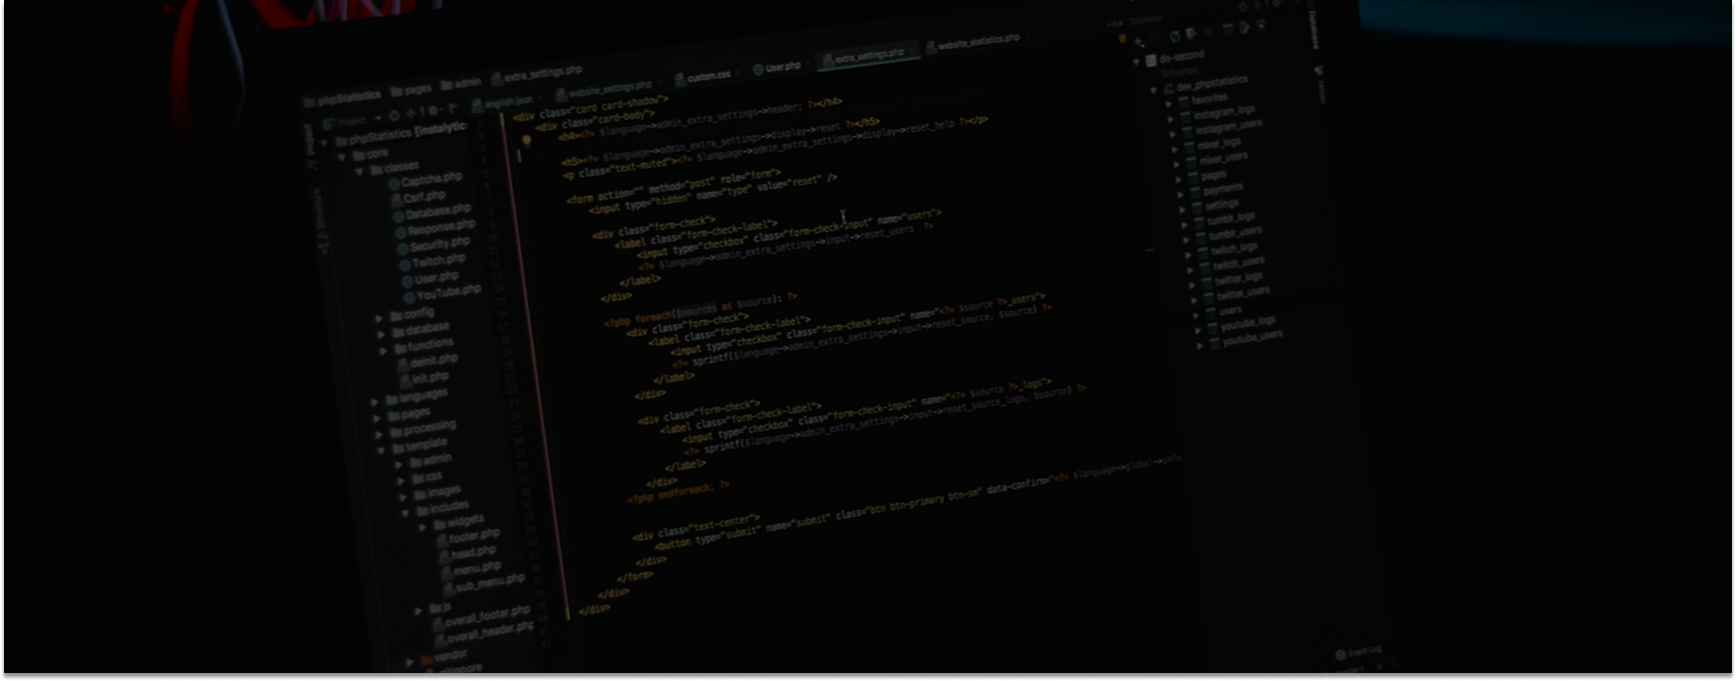 phpStatistics pages admin extra_settings.php
english.json website_settings.php custom.css User.php extra_settings.php website_statistics.php
Project
phpStatistics [instalytic
core
classes
Captcha.php
Csrf.php
Database.php
Response.php
Security.php
Twitch.php
User.php
YouTube.php
config
database
functions
deinit.php
init.php
languages
pages
processing
template
admin
css
images
includes
widgets
footer.php
head.php
menu.php
sub_menu.php
js
overall_footer.php
overall_header.php
vendor
<div class="card card-shadow">
<div class="card-body">
<h4><?= $language->admin_extra_settings->header; ?></h4>
<h5><?= $language->admin_extra_settings->display->reset ?></h5>
<p class="text-muted"><?= $language->admin_extra_settings->display->reset_help ?></p>
<form action="" method="post" role="form">
<input type="hidden" name="type" value="reset" />
<div class="form-check">
<label class="form-check-label">
<input type="checkbox" class="form-check-input" name="users">
<?= $language->admin_extra_settings->input->reset_users ?>
</label>
</div>
<?php foreach($sources as $source): ?>
<div class="form-check">
<label class="form-check-label">
<input type="checkbox" class="form-check-input" name="<?= $source ?>_users">
<?= sprintf($language->admin_extra_settings->input->reset_source, $source) ?>
</label>
</div>
<div class="form-check">
<label class="form-check-label">
<input type="checkbox" class="form-check-input" name="<?= $source ?>_logs">
<?= sprintf($language->admin_extra_settings->input->reset_source_logs, $source) ?>
</label>
</div>
<?php endforeach; ?>
<div class="text-center">
<button type="submit" name="submit" class="btn btn-primary btn-sm" data-confirm="<?= $language->global->info
</div>
</form>
</div>
</div>
Database
do-second
dev_phpstatistics
favorites
instagram_logs
instagram_users
mixer_logs
mixer_users
pages
payments
settings
tumblr_logs
tumblr_users
twitch_logs
twitch_users
twitter_logs
twitter_users
users
youtube_logs
youtube_users
Event Log